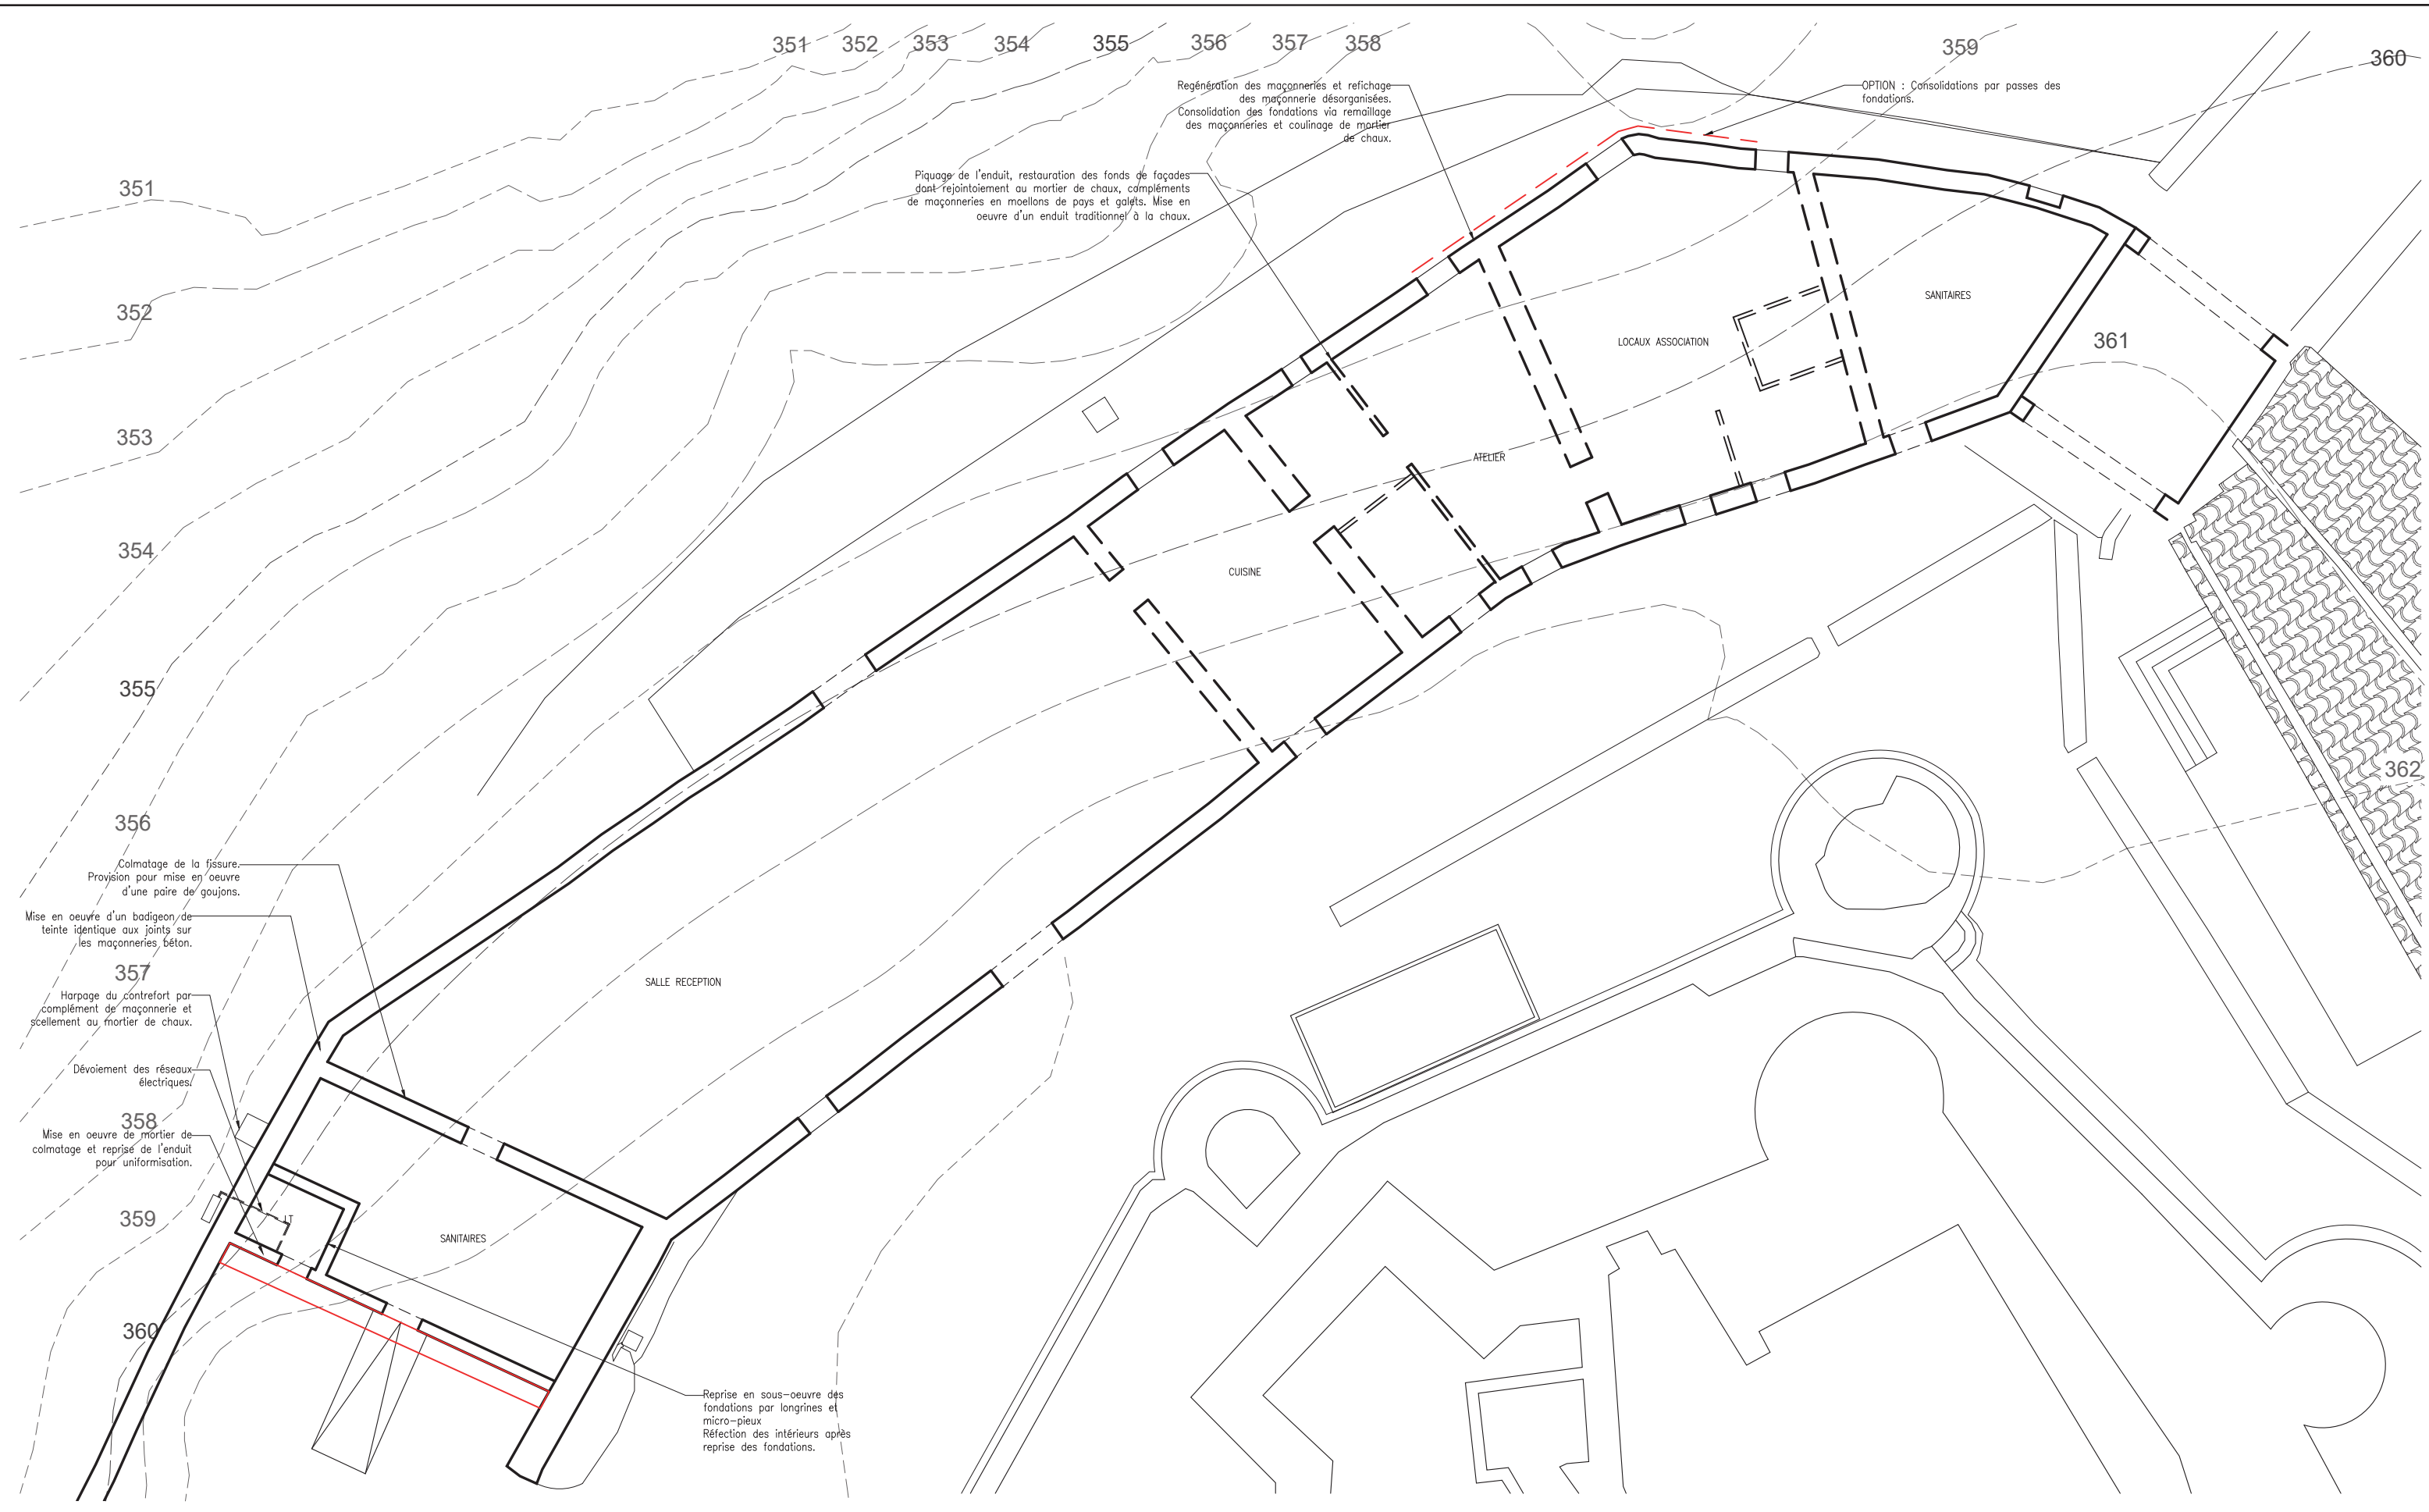 351
352
353
354
355
356
357
358
359
360
Regénération des maçonneries et refichage
des maçonnerie désorganisées.
Consolidation des fondations via remaillage
des maçonneries et coulinage de mortier
de chaux.
OPTION : Consolidations par passes des
fondations.
Piquage de l'enduit, restauration des fonds de façades
dont rejointoiement au mortier de chaux, compléments
de maçonneries en moellons de pays et galets. Mise en
oeuvre d'un enduit traditionnel à la chaux.
351
352
353
354
355
356
357
358
359
360
SANITAIRES
LOCAUX ASSOCIATION
361
ATELIER
CUISINE
362
Colmatage de la fissure.
Provision pour mise en oeuvre
d'une paire de goujons.
Mise en oeuvre d'un badigeon de
teinte identique aux joints sur
les maçonneries béton.
Harpage du contrefort par
complément de maçonnerie et
scellement au mortier de chaux.
Dévoiement des réseaux
électriques.
Mise en oeuvre de mortier de
colmatage et reprise de l'enduit
pour uniformisation.
SALLE RECEPTION
LT
SANITAIRES
Reprise en sous-oeuvre des
fondations par longrines et
micro-pieux
Réfection des intérieurs après
reprise des fondations.